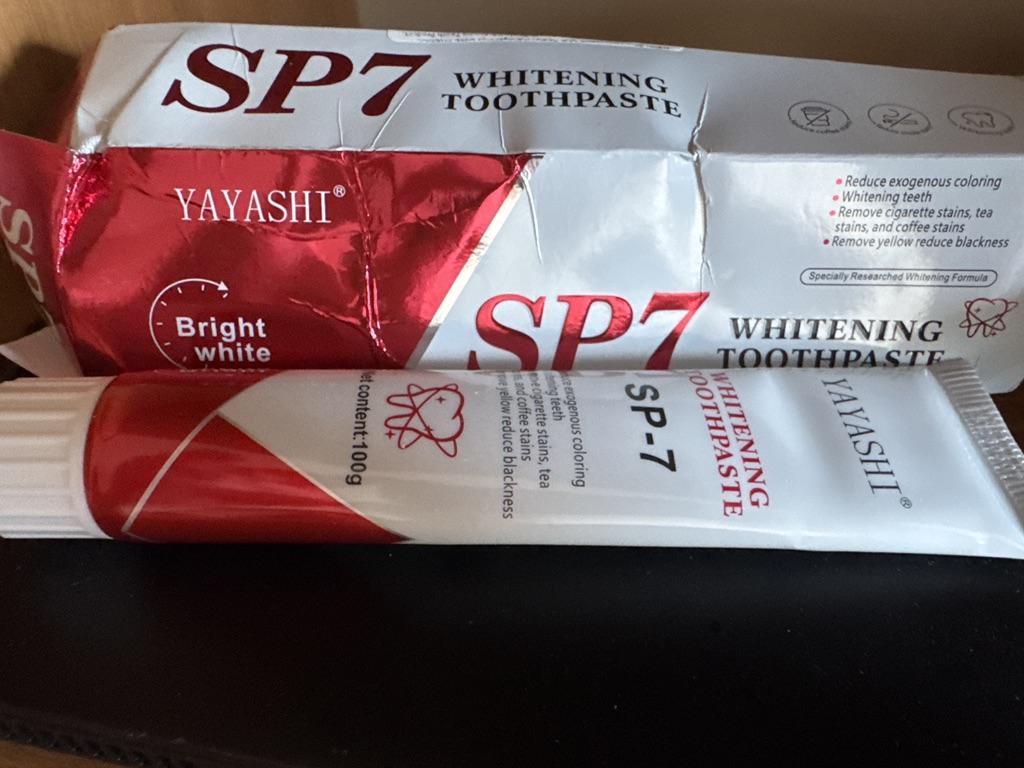 SP7
WHITENING
TOOTHPASTE
YAYASHI®
Bright
white
• Reduce exogenous coloring
• Whitening teeth
• Remove cigarette stains, tea
stains, and coffee stains
• Remove yellow reduce blackness
Specially Researched Whitening Formula
SP7
WHITENING
TOOTHPASTE
SP
YAYASHI®
WHITENING
TOOTHPASTE
SP-7
exogenous coloring
teeth
cigarette stains, tea
and coffee stains
yellow reduce blackness
content:100g